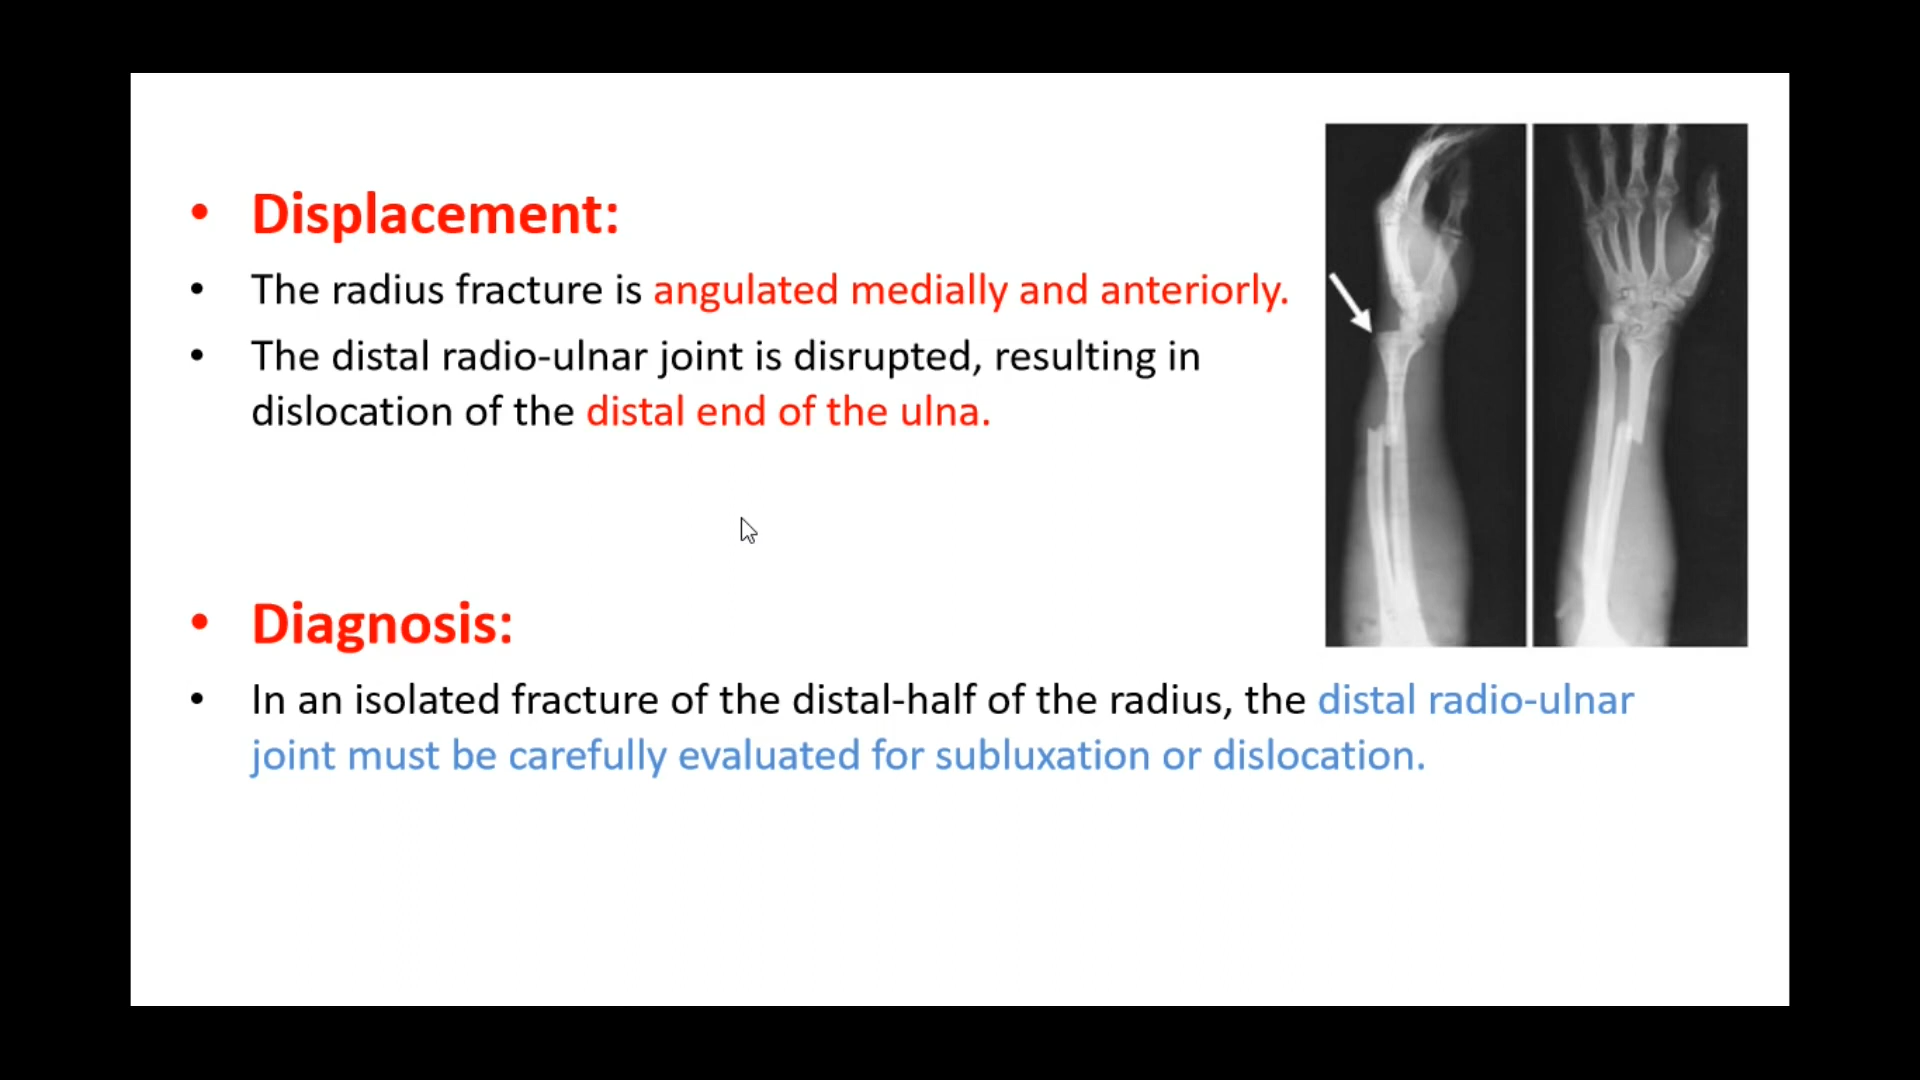 • Displacement:
• The radius fracture is angulated medially and anteriorly.
• The distal radio-ulnar joint is disrupted, resulting in
dislocation of the distal end of the ulna.
• Diagnosis:
• In an isolated fracture of the distal-half of the radius, the distal radio-ulnar
joint must be carefully evaluated for subluxation or dislocation.